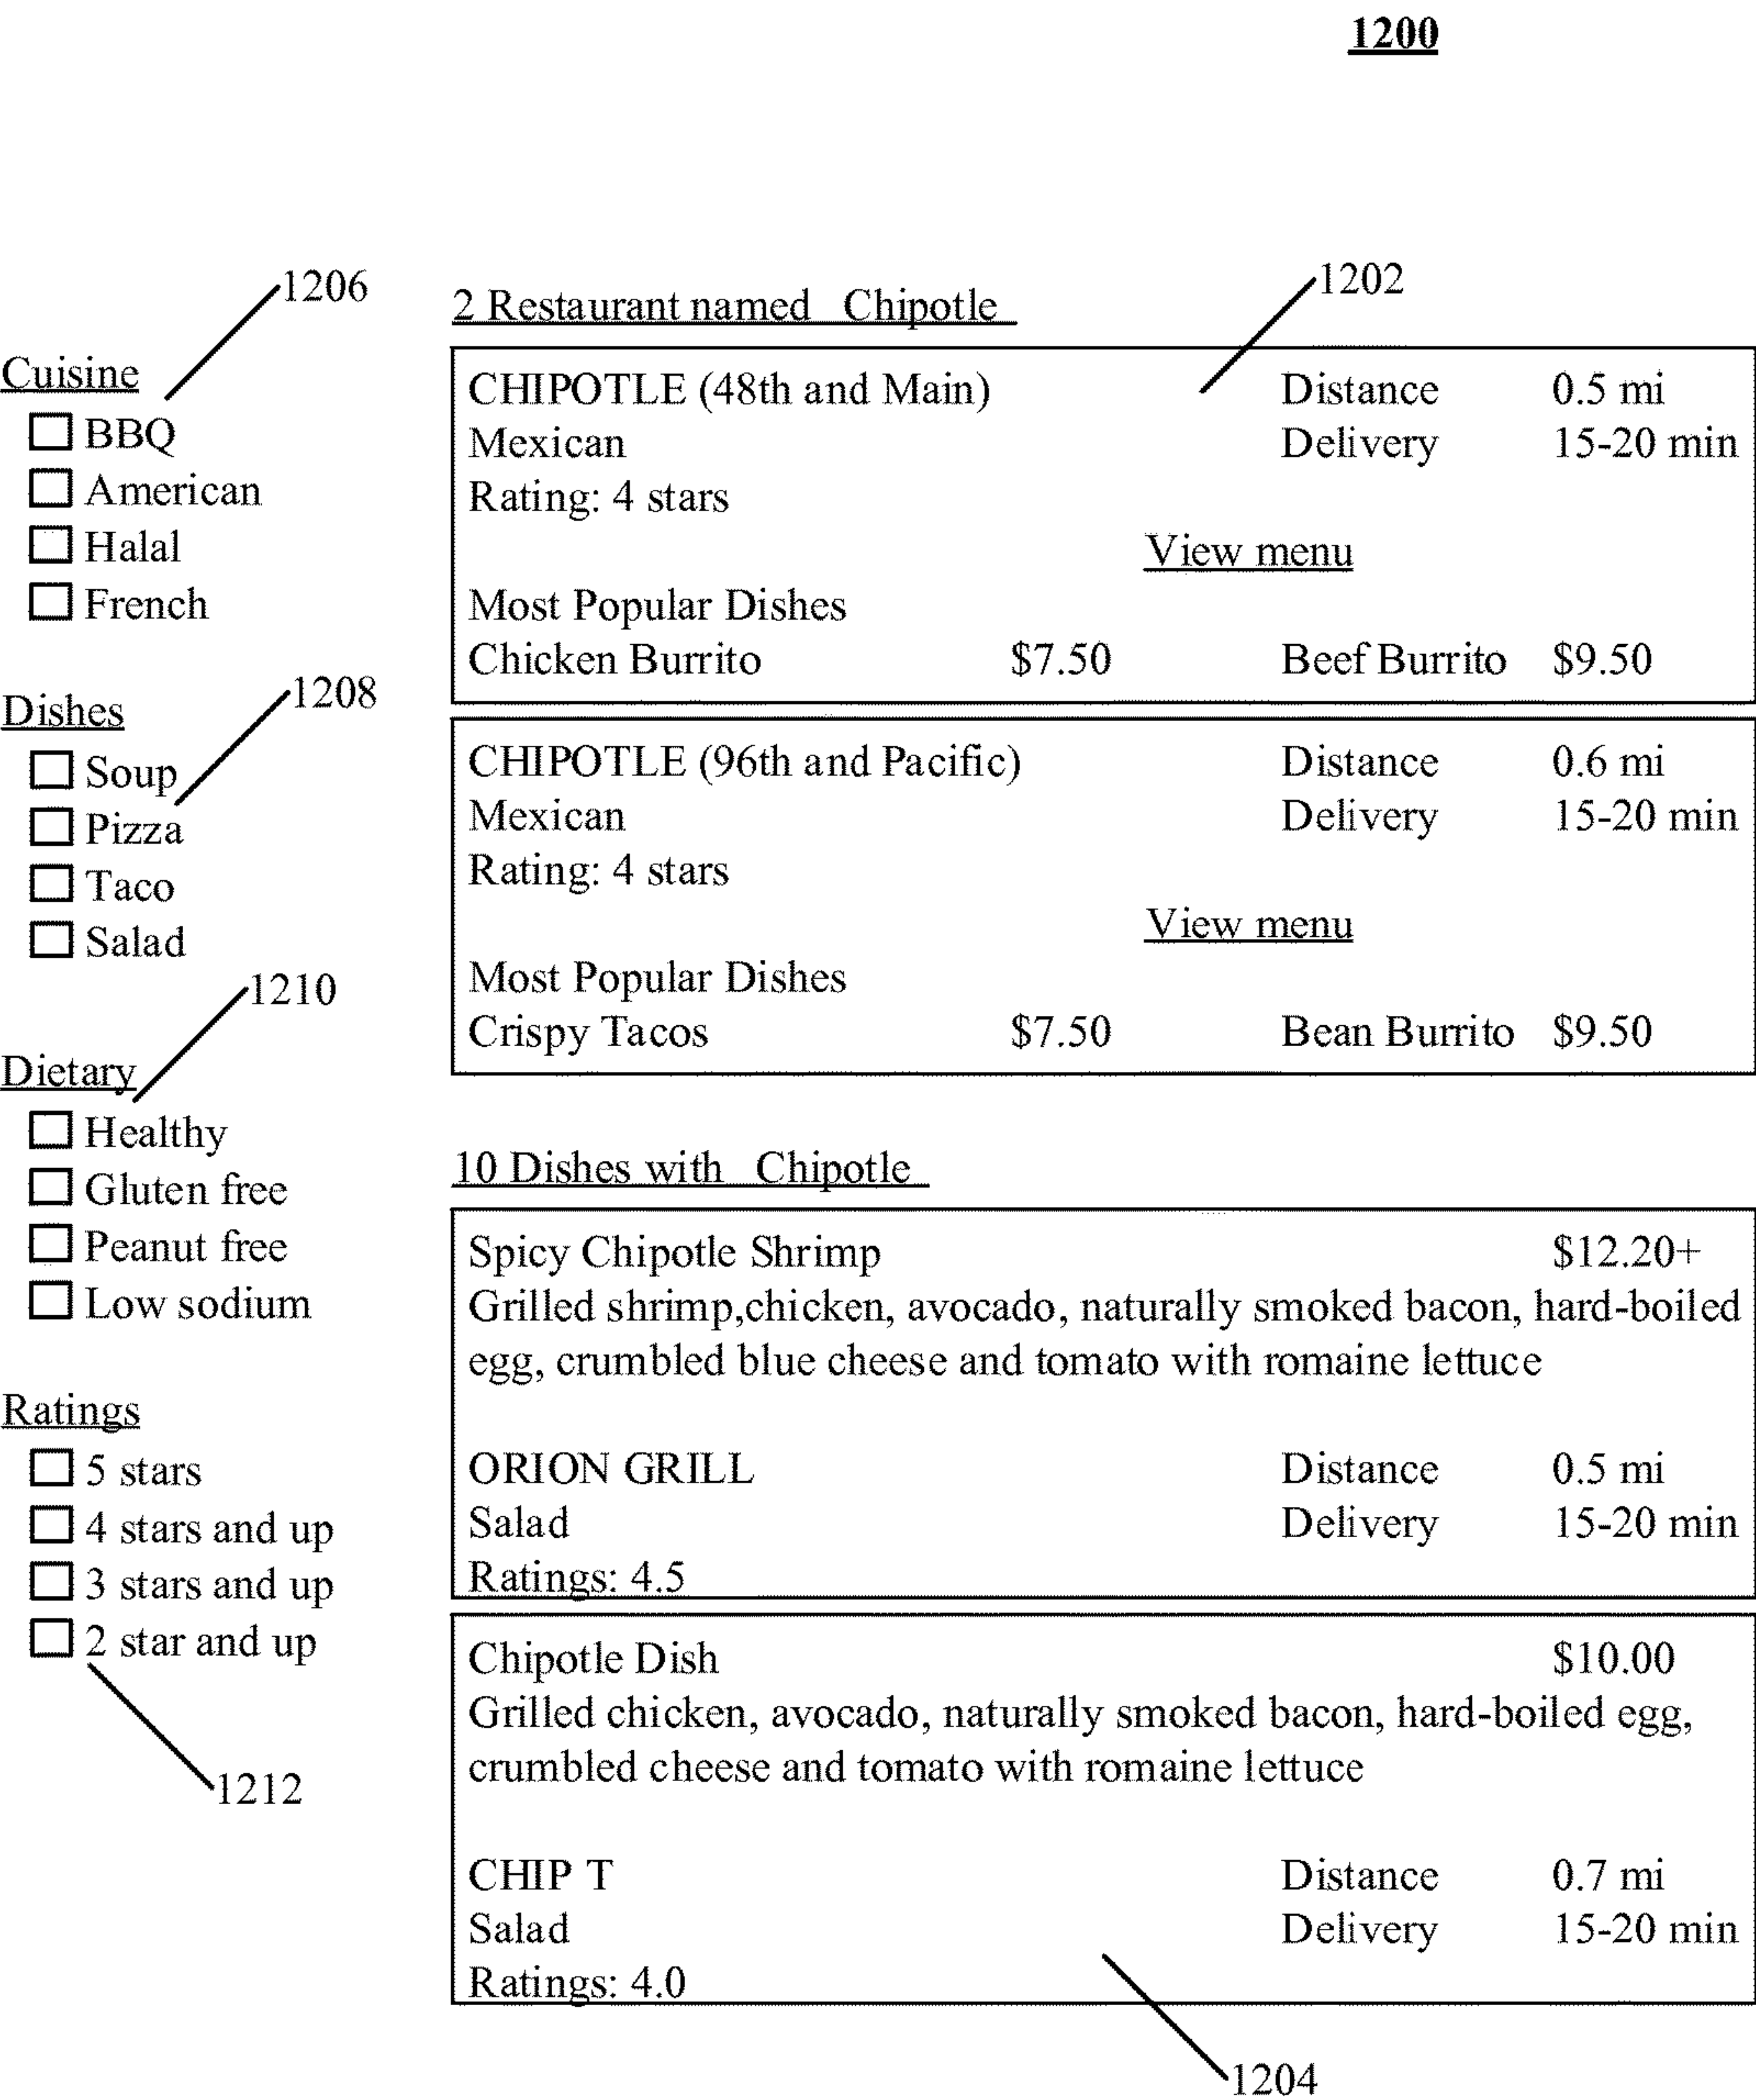 1200
1206
Cuisine
BBQ
American
Halal
French
1208
Dishes
Soup
Pizza
Taco
Salad
1210
Dietary
Healthy
Gluten free
Peanut free
Low sodium
Ratings
5 stars
4 stars and up
3 stars and up
2 star and up
1212
2 Restaurant named Chipotle
1202
CHIPOTLE (48th and Main) Distance 0.5 mi
Mexican Delivery 15-20 min
Rating: 4 stars
View menu
Most Popular Dishes
Chicken Burrito $7.50 Beef Burrito $9.50
CHIPOTLE (96th and Pacific) Distance 0.6 mi
Mexican Delivery 15-20 min
Rating: 4 stars
View menu
Most Popular Dishes
Crispy Tacos $7.50 Bean Burrito $9.50
10 Dishes with Chipotle
Spicy Chipotle Shrimp $12.20+
Grilled shrimp,chicken, avocado, naturally smoked bacon, hard-boiled
egg, crumbled blue cheese and tomato with romaine lettuce
ORION GRILL Distance 0.5 mi
Salad Delivery 15-20 min
Ratings: 4.5
Chipotle Dish $10.00
Grilled chicken, avocado, naturally smoked bacon, hard-boiled egg,
crumbled cheese and tomato with romaine lettuce
CHIP T Distance 0.7 mi
Salad Delivery 15-20 min
Ratings: 4.0
1204